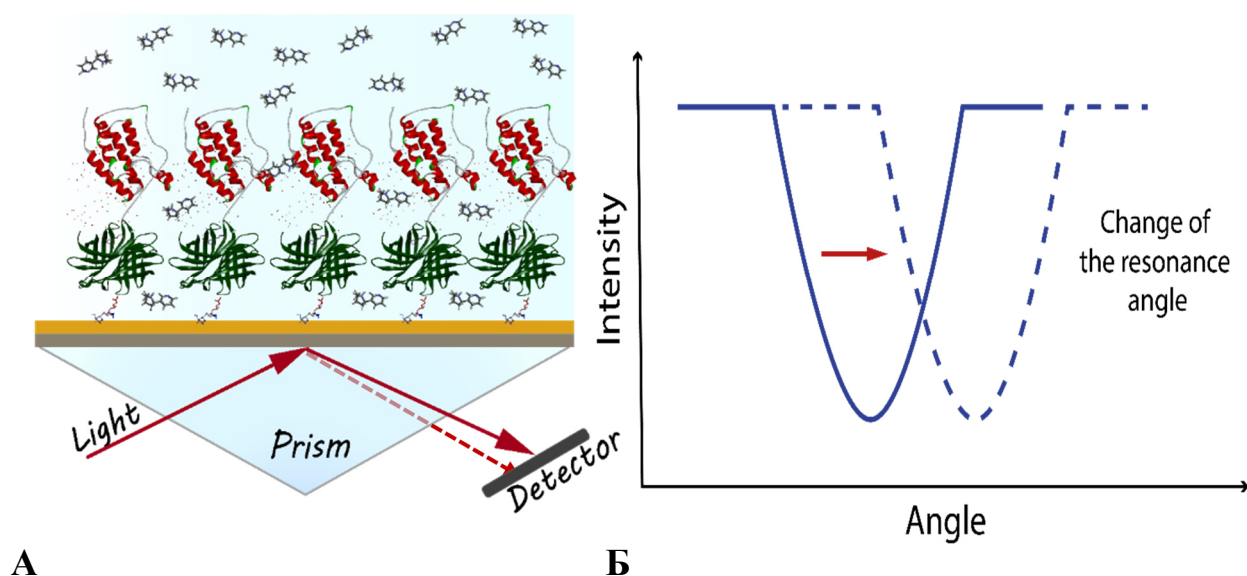 Light
Prism
Detector
А
Intensity
Change of
the resonance
angle
Angle
Б